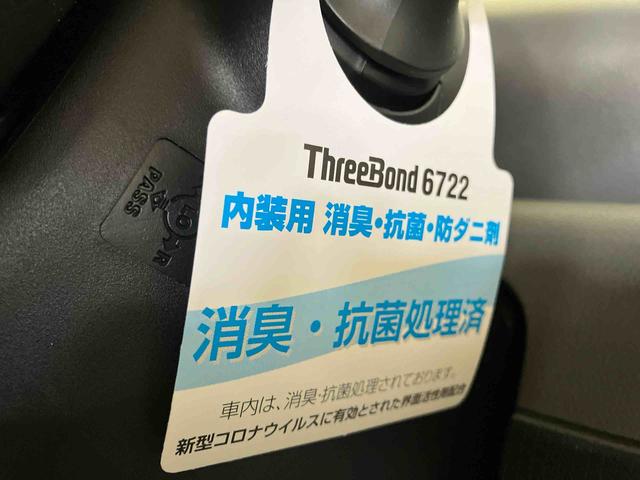 ThreeBond 6722
内装用 消臭・抗菌・防ダニ剤
消臭・抗菌処理済
車内は、消臭・抗菌処理されております。
新型コロナウイルスに有効とされた界面活性剤配合
PASS
LO
R